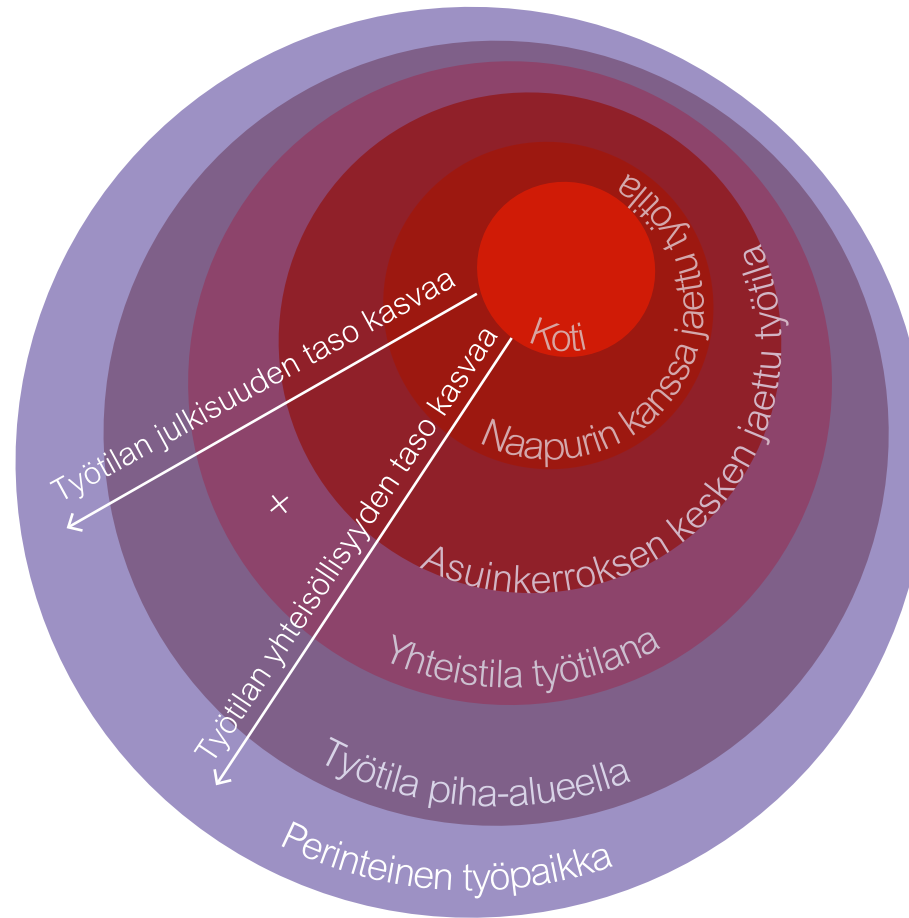 Koti
Naapurin kanssa jaettu työtila
Asuinkerroksen kesken jaettu työtila
Yhteistila työtilana
Työtila piha-alueella
Perinteinen työpaikka
Työtilan julkisuuden taso kasvaa
+
Työtilan yhteisöllisyyden taso kasvaa